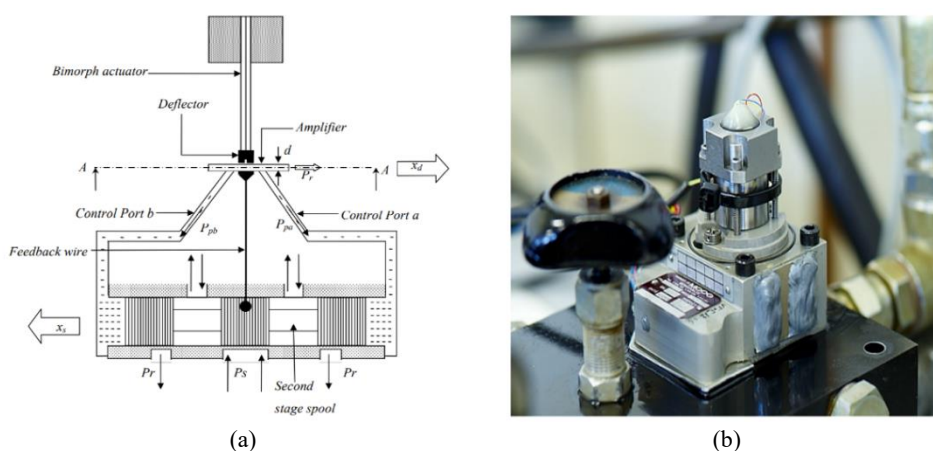 Bimorph actuator
Deflector
Amplifier
d
A
A
x_d
P_r
Control Port b
Control Port a
P_pb
P_pa
Feedback wire
x_s
Pr
Ps
Pr
Second
stage spool
(a)
(b)